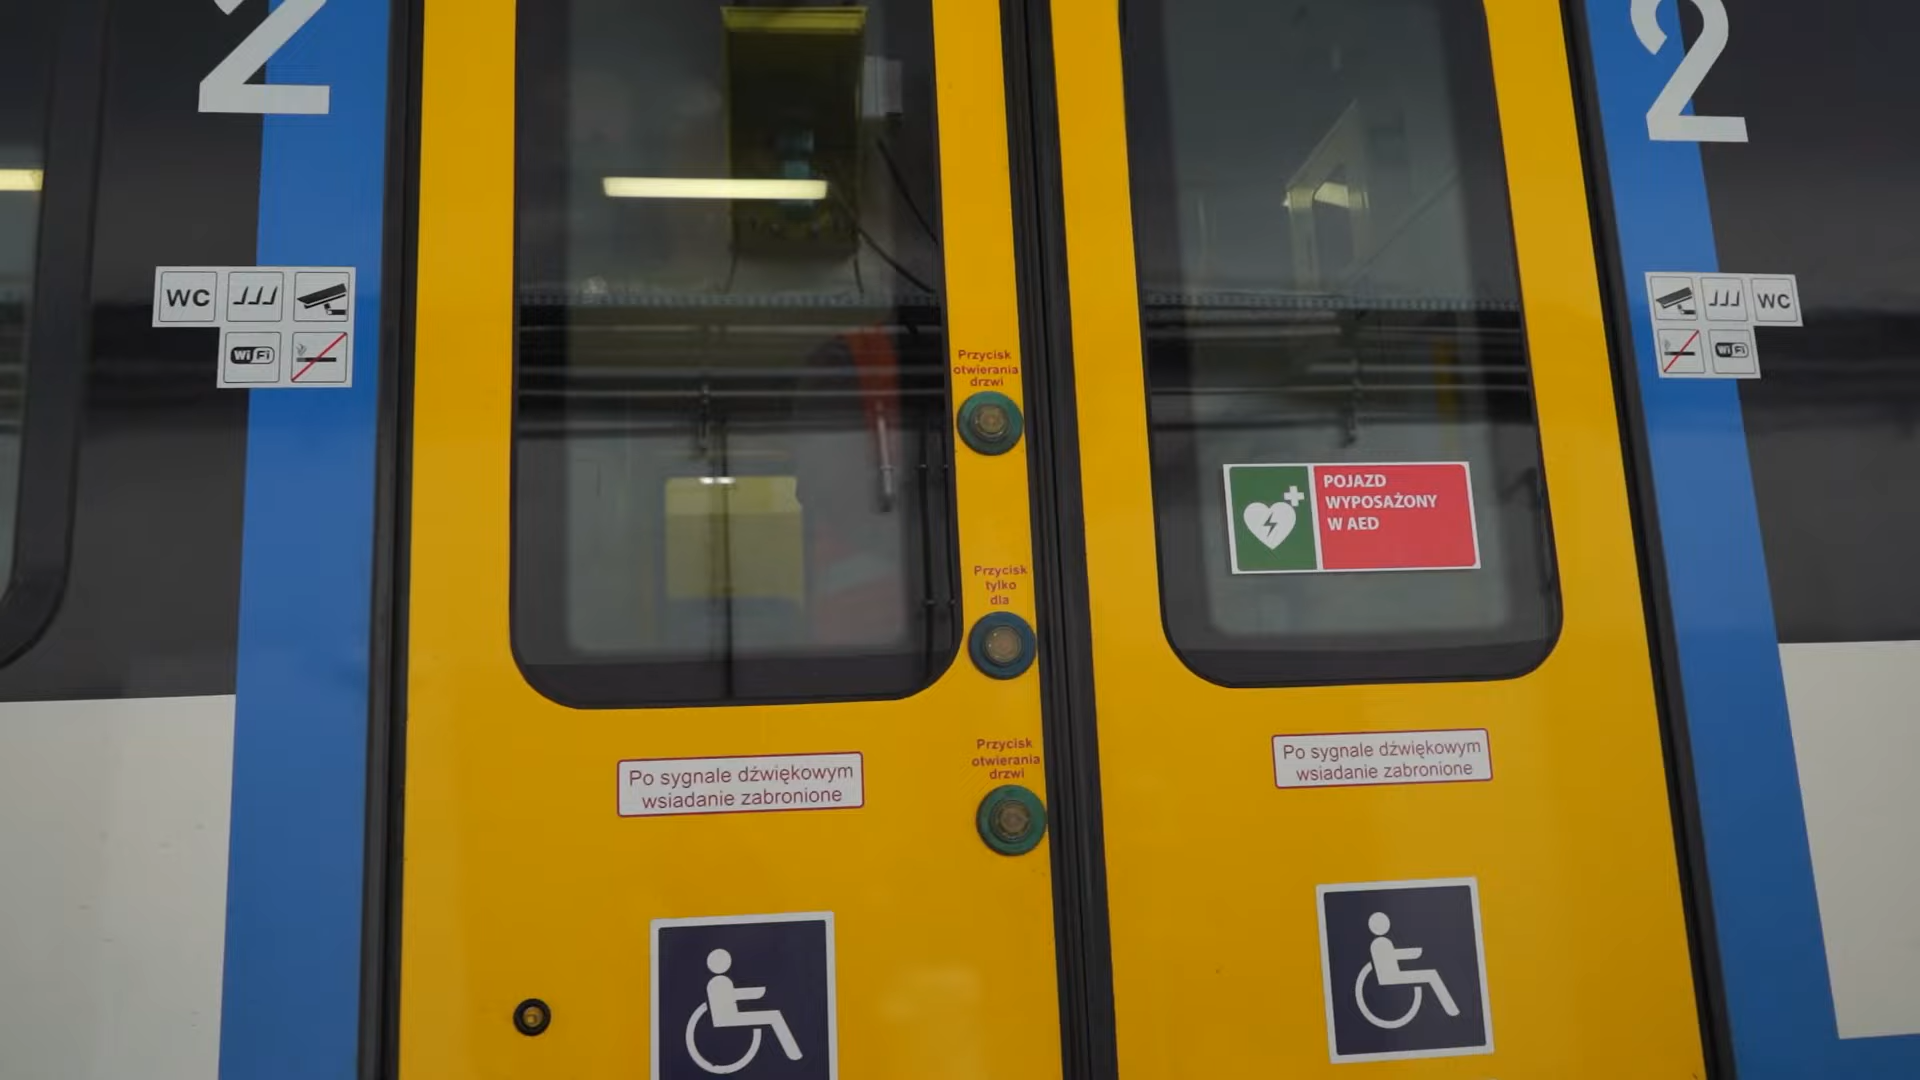 2
2
WC
WiFi
WC
WiFi
Przycisk
otwierania
drzwi
POJAZD
WYPOSAŻONY
W AED
Przycisk
tylko
dla
Przycisk
otwierania
drzwi
Po sygnale dźwiękowym
wsiadanie zabronione
Po sygnale dźwiękowym
wsiadanie zabronione